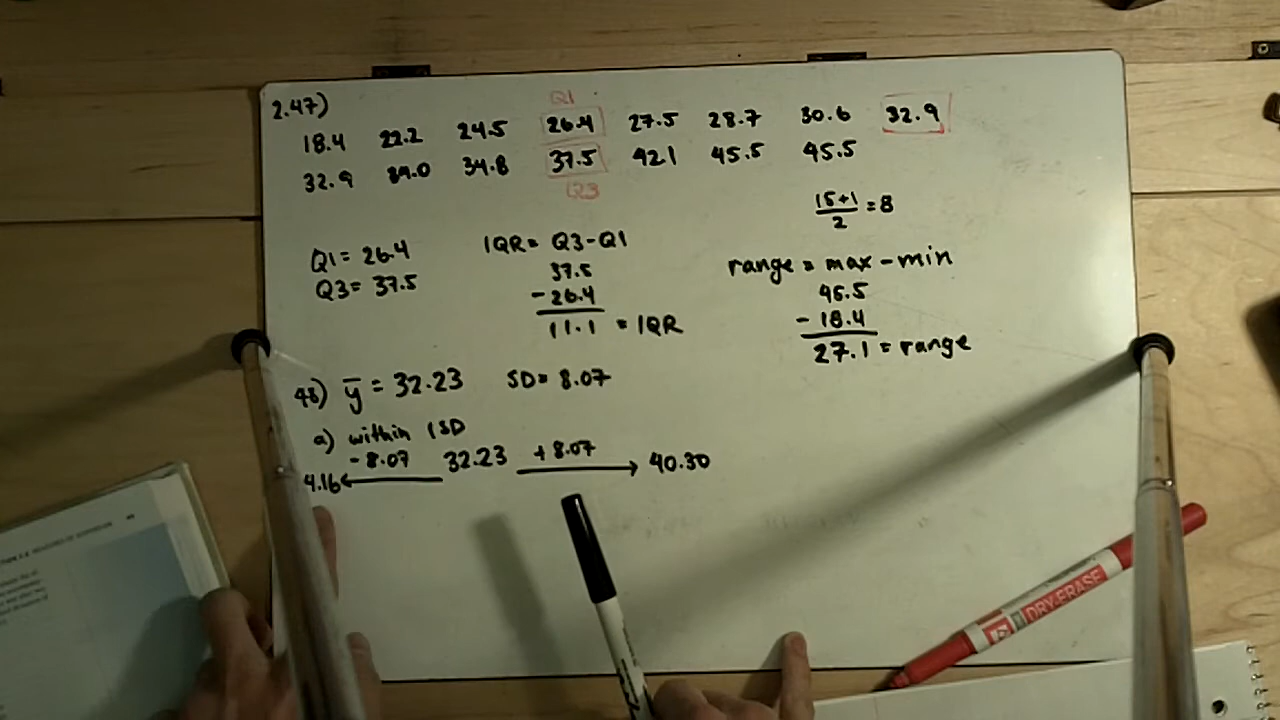 2.47)
Q1
18.4 22.2 24.5 26.4 27.5 28.7 30.6 32.9
32.9 34.8 37.5 42.1 45.5 45.5
Q3
15+1
2 = 8
Q1 = 26.4
Q3 = 37.5
IQR = Q3-Q1
37.5
- 26.4
11.1 = IQR
range = max - min
45.5
- 18.4
27.1 = range
48) ȳ = 32.23 SD = 8.07
a) within 1SD
4.16 - 8.07 32.23 + 8.07 40.30
DRY-ERASE